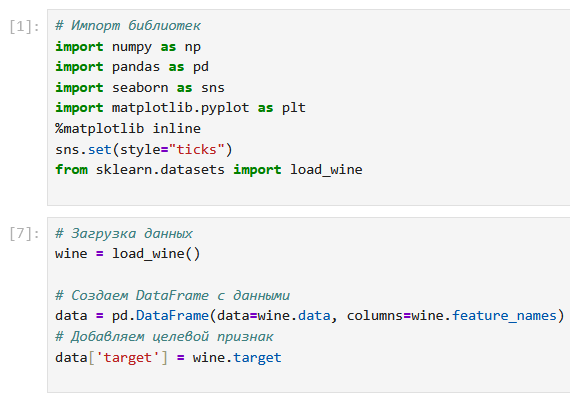 [1]:
# Импорт библиотек
import numpy as np
import pandas as pd
import seaborn as sns
import matplotlib.pyplot as plt
%matplotlib inline
sns.set(style="ticks")
from sklearn.datasets import load_wine
[7]:
# Загрузка данных
wine = load_wine()
# Создаем DataFrame с данными
data = pd.DataFrame(data=wine.data, columns=wine.feature_names)
# Добавляем целевой признак
data['target'] = wine.target